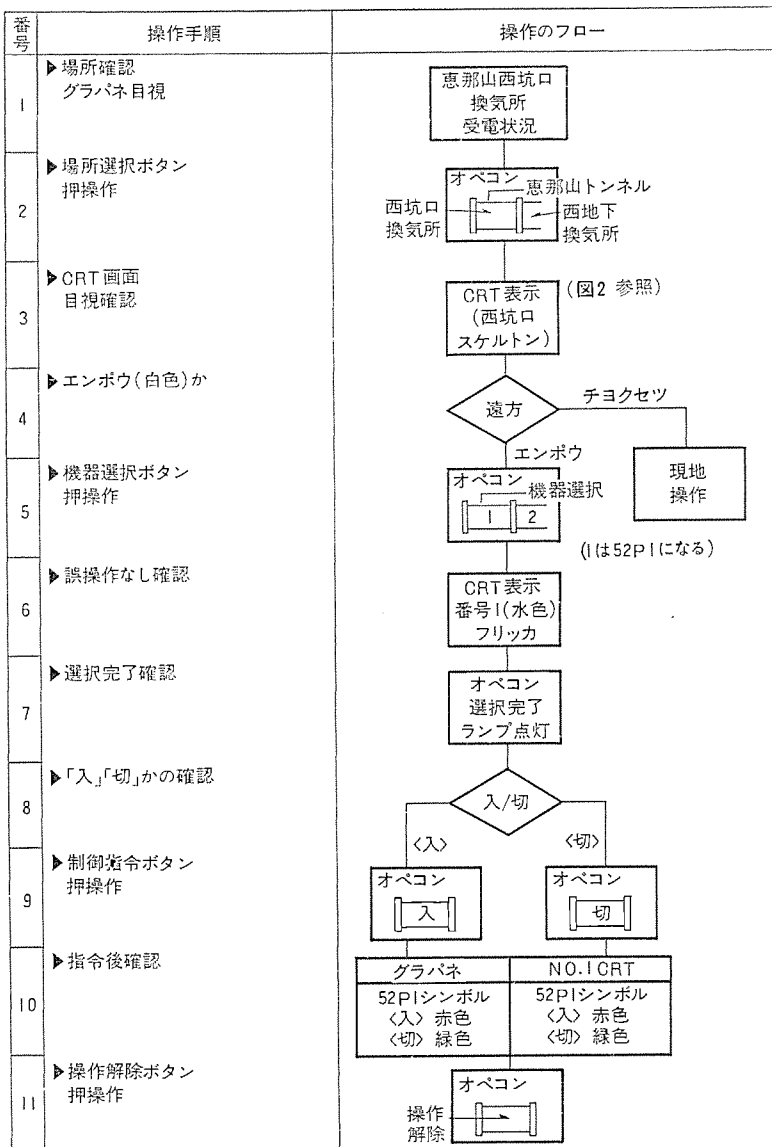 番号
操作手順
操作のフロー
1
▶場所確認
グラパネ目視
恵那山西坑口
換気所
受電状況
2
▶場所選択ボタン
押操作
オペコン
恵那山トンネル
西坑口
換気所
西地下
換気所
3
▶CRT画面
目視確認
CRT表示
(西坑口
スケルトン)
(図2 参照)
4
▶エンポウ(白色)か
遠方
チヨクセツ
エンポウ
現地
操作
5
▶機器選択ボタン
押操作
オペコン
機器選択
1 2
(1は52P1になる)
6
▶誤操作なし確認
CRT表示
番号1(水色)
フリッカ
7
▶選択完了確認
オペコン
選択完了
ランプ点灯
8
▶「入」「切」かの確認
入/切
〈入〉
〈切〉
9
▶制御指令ボタン
押操作
オペコン
入
オペコン
切
10
▶指令後確認
グラパネ
52P1シンボル
〈入〉 赤色
〈切〉 緑色
NO.1CRT
52P1シンボル
〈入〉 赤色
〈切〉 緑色
11
▶操作解除ボタン
押操作
オペコン
操作
解除